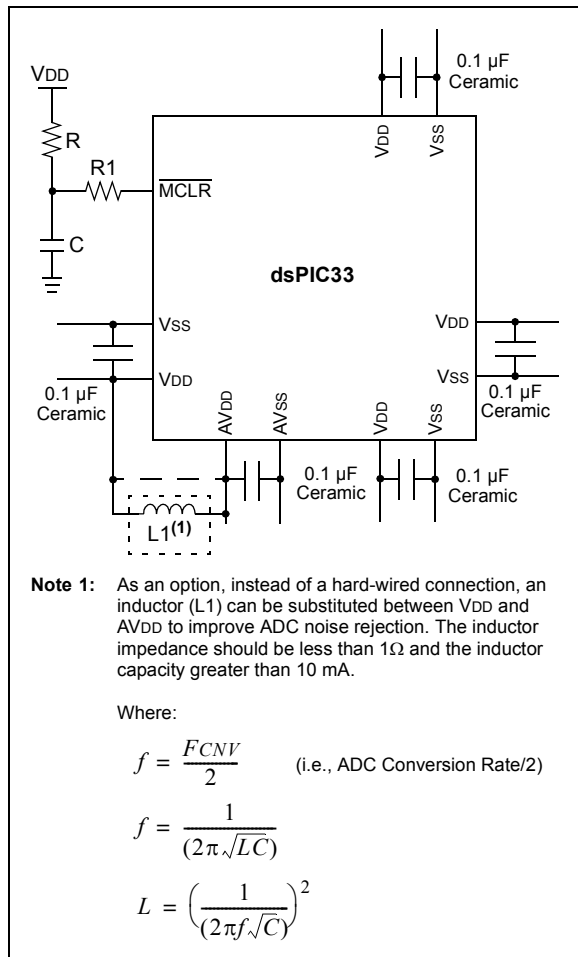 0.1 µF
Ceramic
VDD
R
R1
VDD
VSS
MCLR
C
dsPIC33
VSS
VDD
VDD
VSS
0.1 µF
Ceramic
0.1 µF
Ceramic
AVDD
AVSS
VDD
VSS
0.1 µF
Ceramic
0.1 µF
Ceramic
L1(1)
Note 1: As an option, instead of a hard-wired connection, an
inductor (L1) can be substituted between VDD and
AVDD to improve ADC noise rejection. The inductor
impedance should be less than 1Ω and the inductor
capacity greater than 10 mA.
Where:
f = FCNV / 2 (i.e., ADC Conversion Rate/2)
f = 1 / (2π√LC)
L = (1 / (2πf√C))²